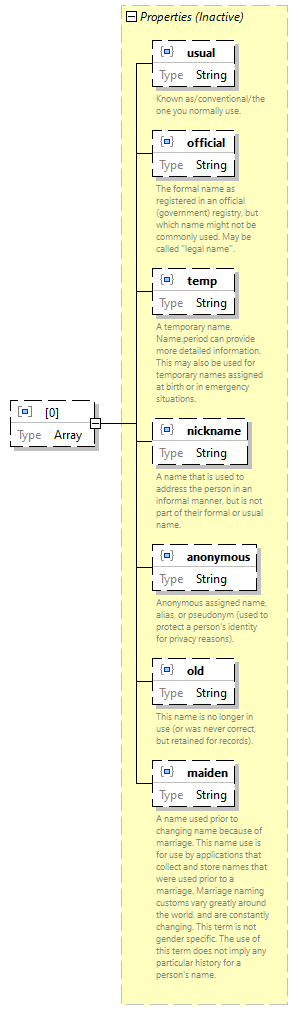 Properties (Inactive)
usual
Type String
Known as/conventional/the
one you normally use.
official
Type String
The formal name as
registered in an official
(government) registry, but
which name might not be
commonly used. May be
called "legal name".
temp
Type String
A temporary name.
Name.period can provide
more detailed information.
This may also be used for
temporary names assigned
at birth or in emergency
situations.
[0]
Type Array
nickname
Type String
A name that is used to
address the person in an
informal manner, but is not
part of their formal or usual
name.
anonymous
Type String
Anonymous assigned name,
alias, or pseudonym (used to
protect a person's identity
for privacy reasons).
old
Type String
This name is no longer in
use (or was never correct,
but retained for records).
maiden
Type String
A name used prior to
changing name because of
marriage. This name use is
for use by applications that
collect and store names that
were used prior to a
marriage. Marriage naming
customs vary greatly around
the world, and are constantly
changing. This term is not
gender specific. The use of
this term does not imply any
particular history for a
person's name.